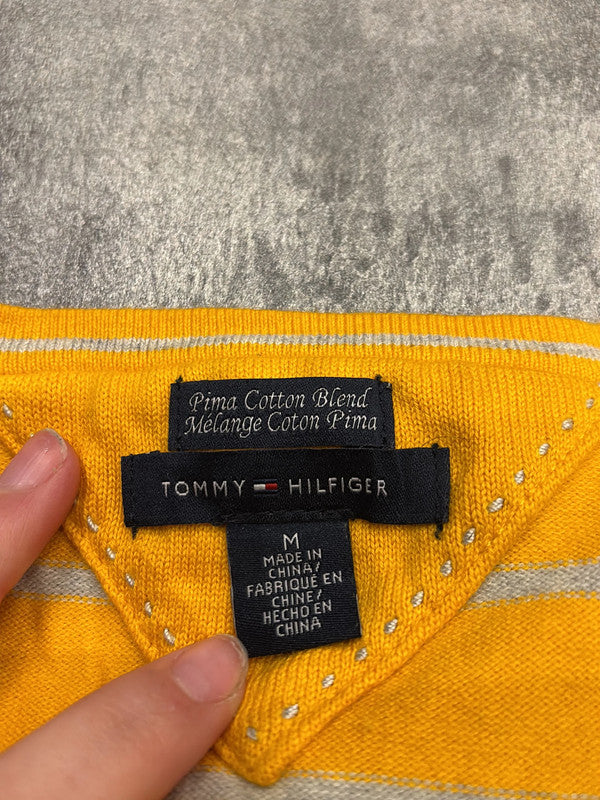 Pima Cotton Blend
Mélange Coton Pima
TOMMY HILFIGER
M
MADE IN
CHINA/
FABRIQUÉ EN
CHINE/
HECHO EN
CHINA